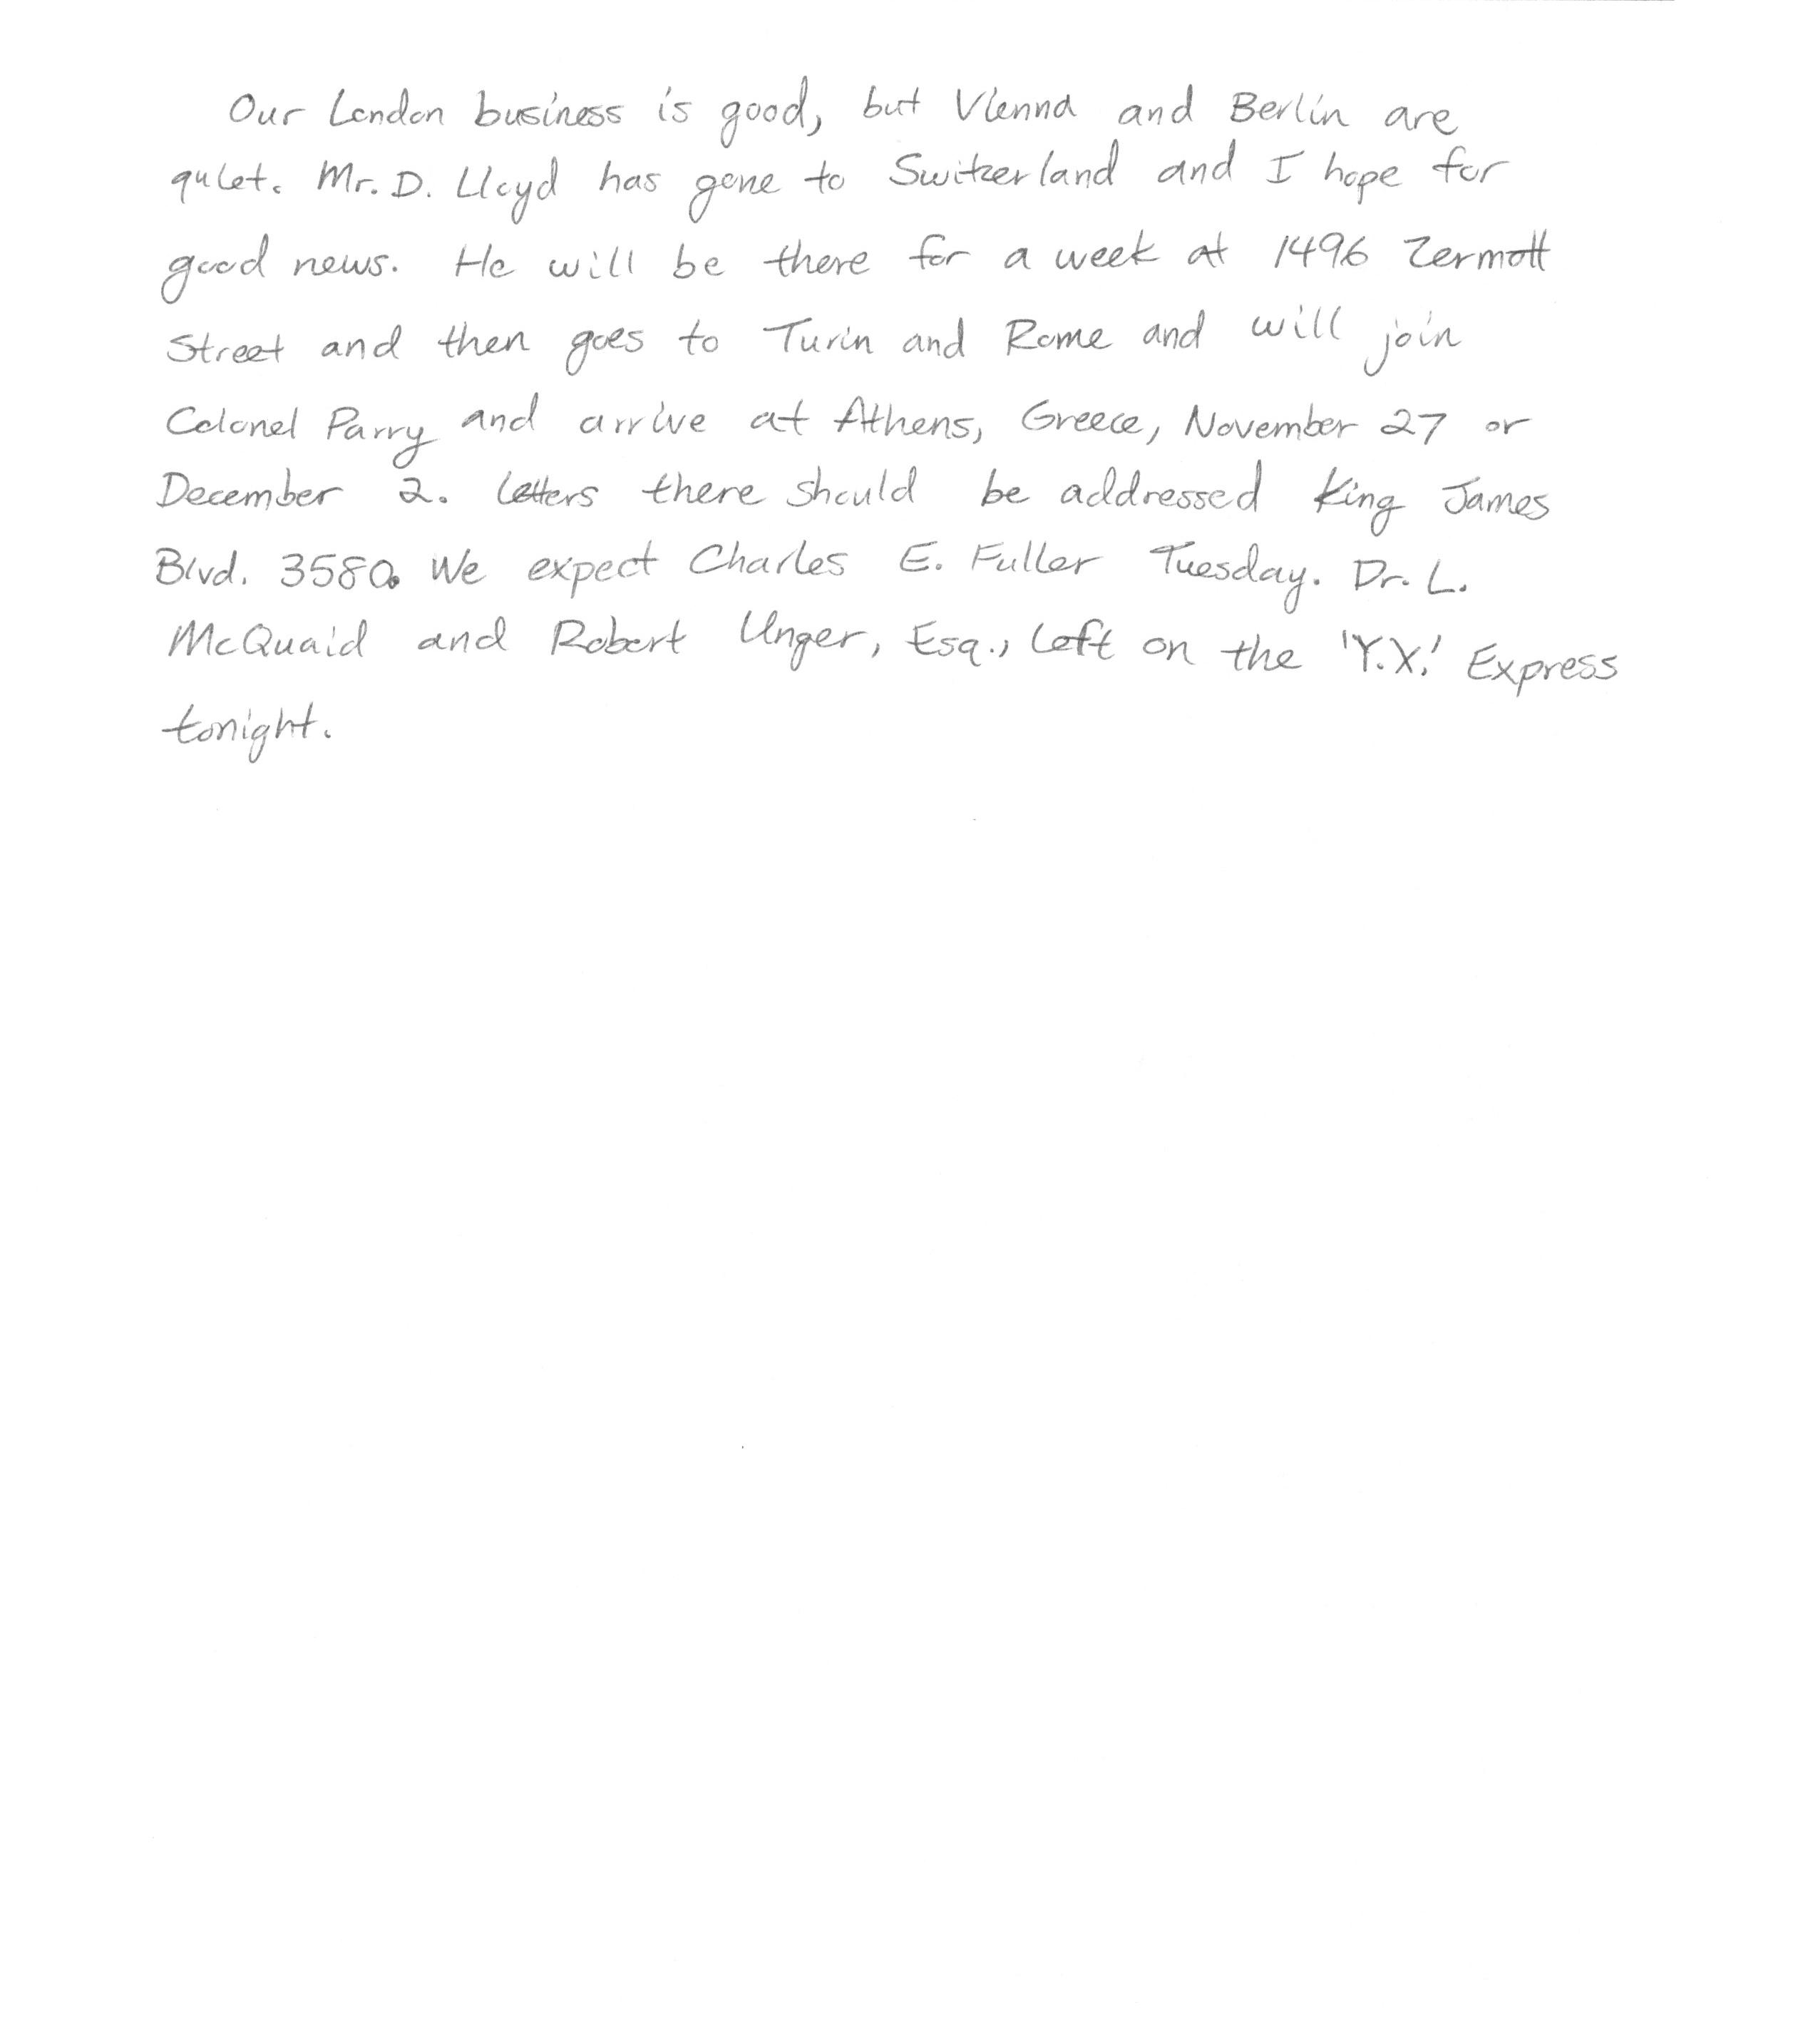 Our London business is good, but Vienna and Berlin are
quiet. Mr. D. Lloyd has gone to Switzerland and I hope for
good news. He will be there for a week at 1496 Zermott
Street and then goes to Turin and Rome and will join
Colonel Parry and arrive at Athens, Greece, November 27 or
December 2. Letters there should be addressed King James
Blvd. 3580. We expect Charles E. Fuller Tuesday. Dr. L.
McQuaid and Robert Unger, Esq., left on the 'Y.X.' Express
tonight.